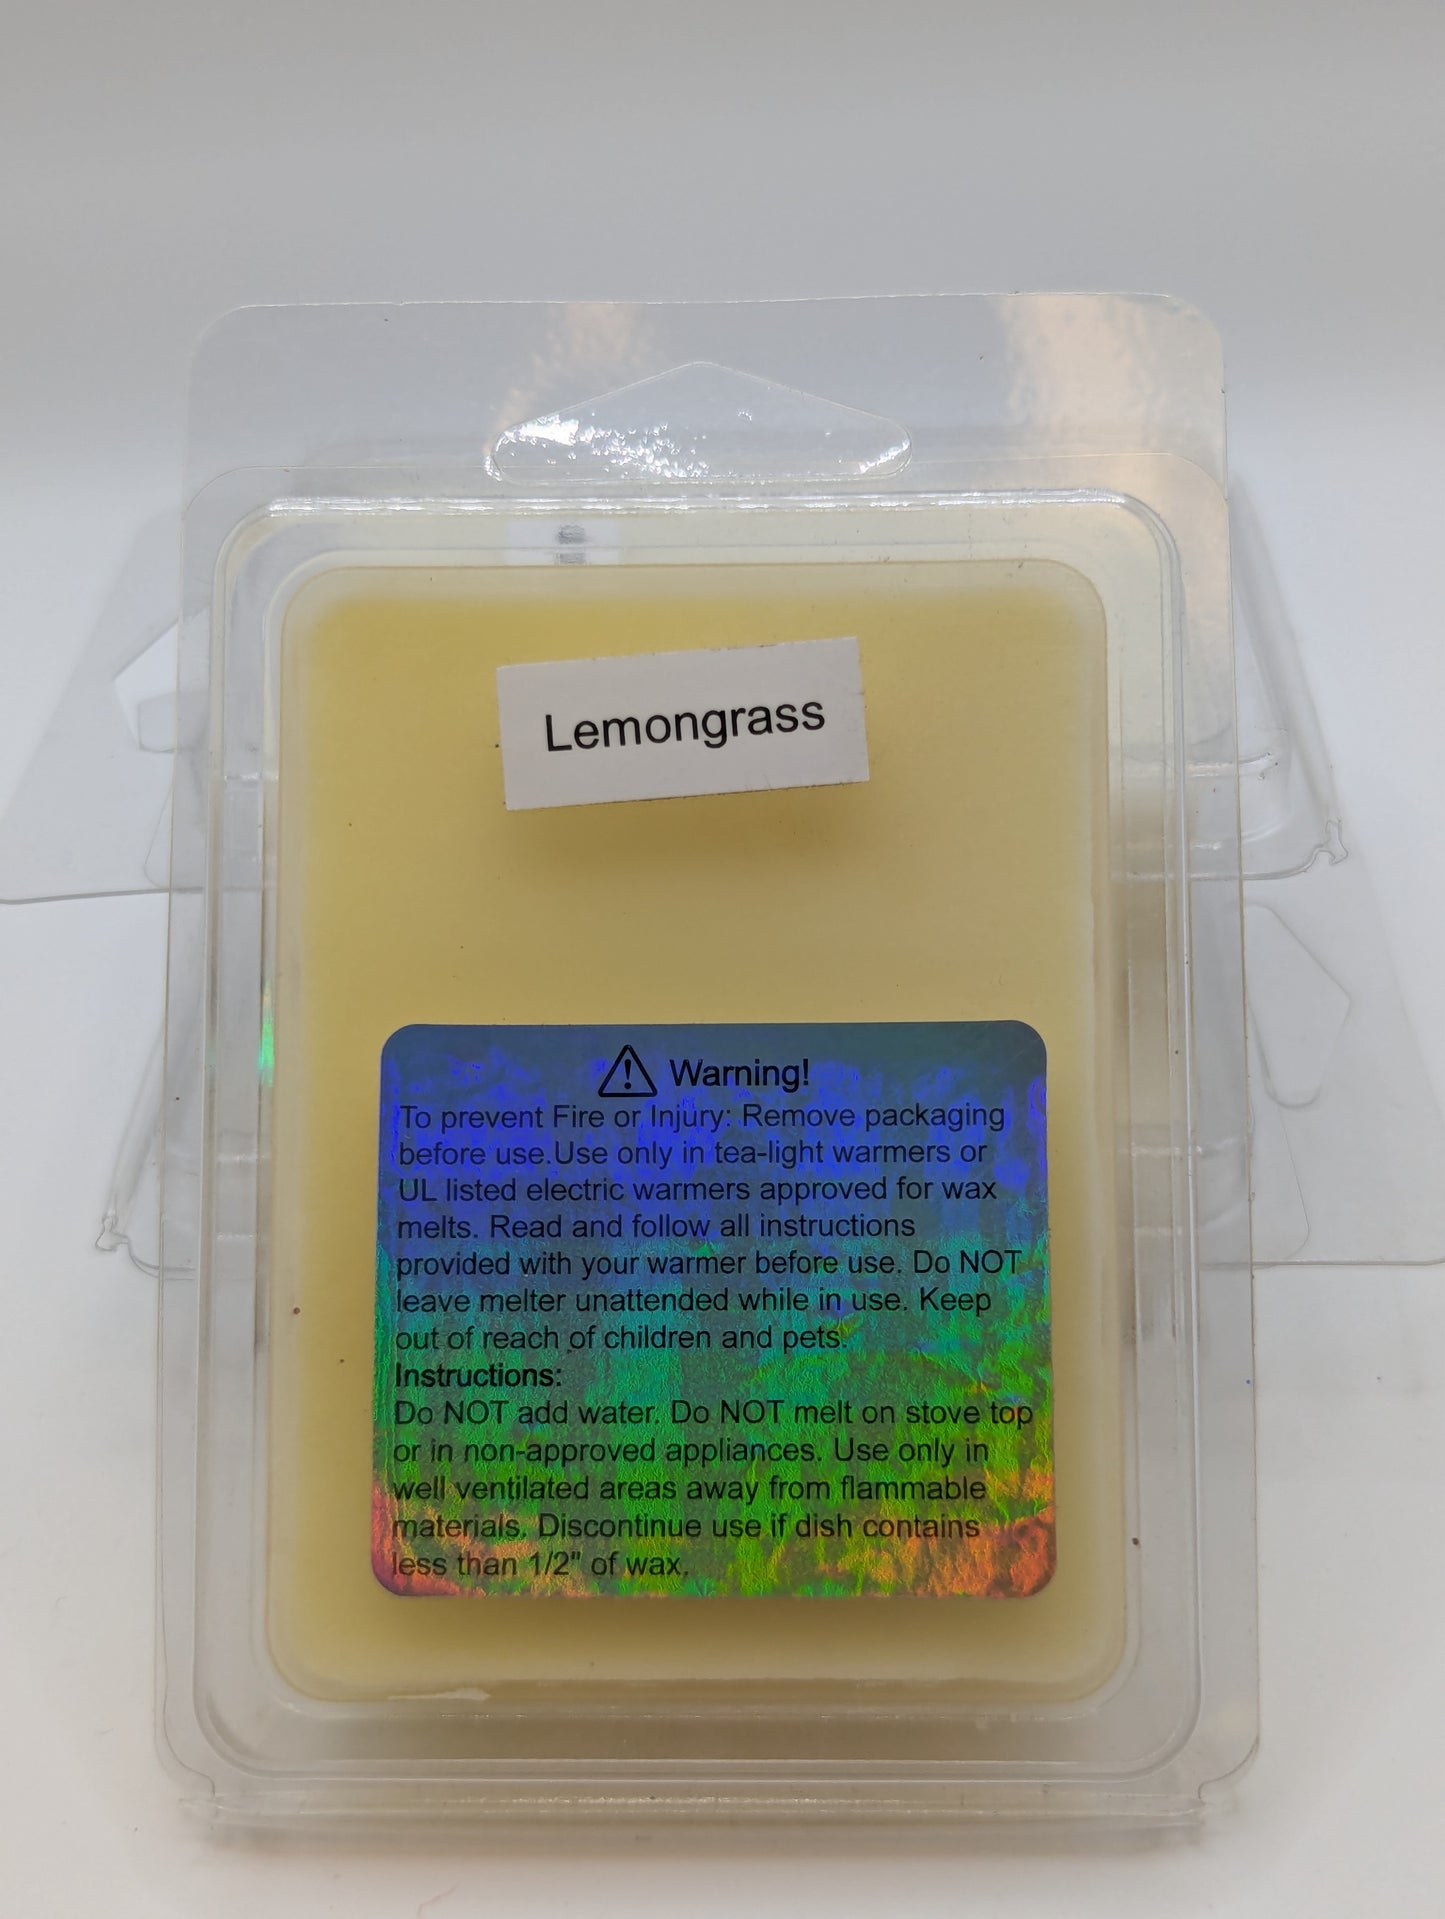 Lemongrass
Warning!
To prevent Fire or Injury: Remove packaging
before use.Use only in tea-light warmers or
UL listed electric warmers approved for wax
melts. Read and follow all instructions
provided with your warmer before use. Do NOT
leave melter unattended while in use. Keep
out of reach of children and pets.
Instructions:
Do NOT add water. Do NOT melt on stove top
or in non-approved appliances. Use only in
well ventilated areas away from flammable
materials. Discontinue use if dish contains
less than 1/2" of wax.